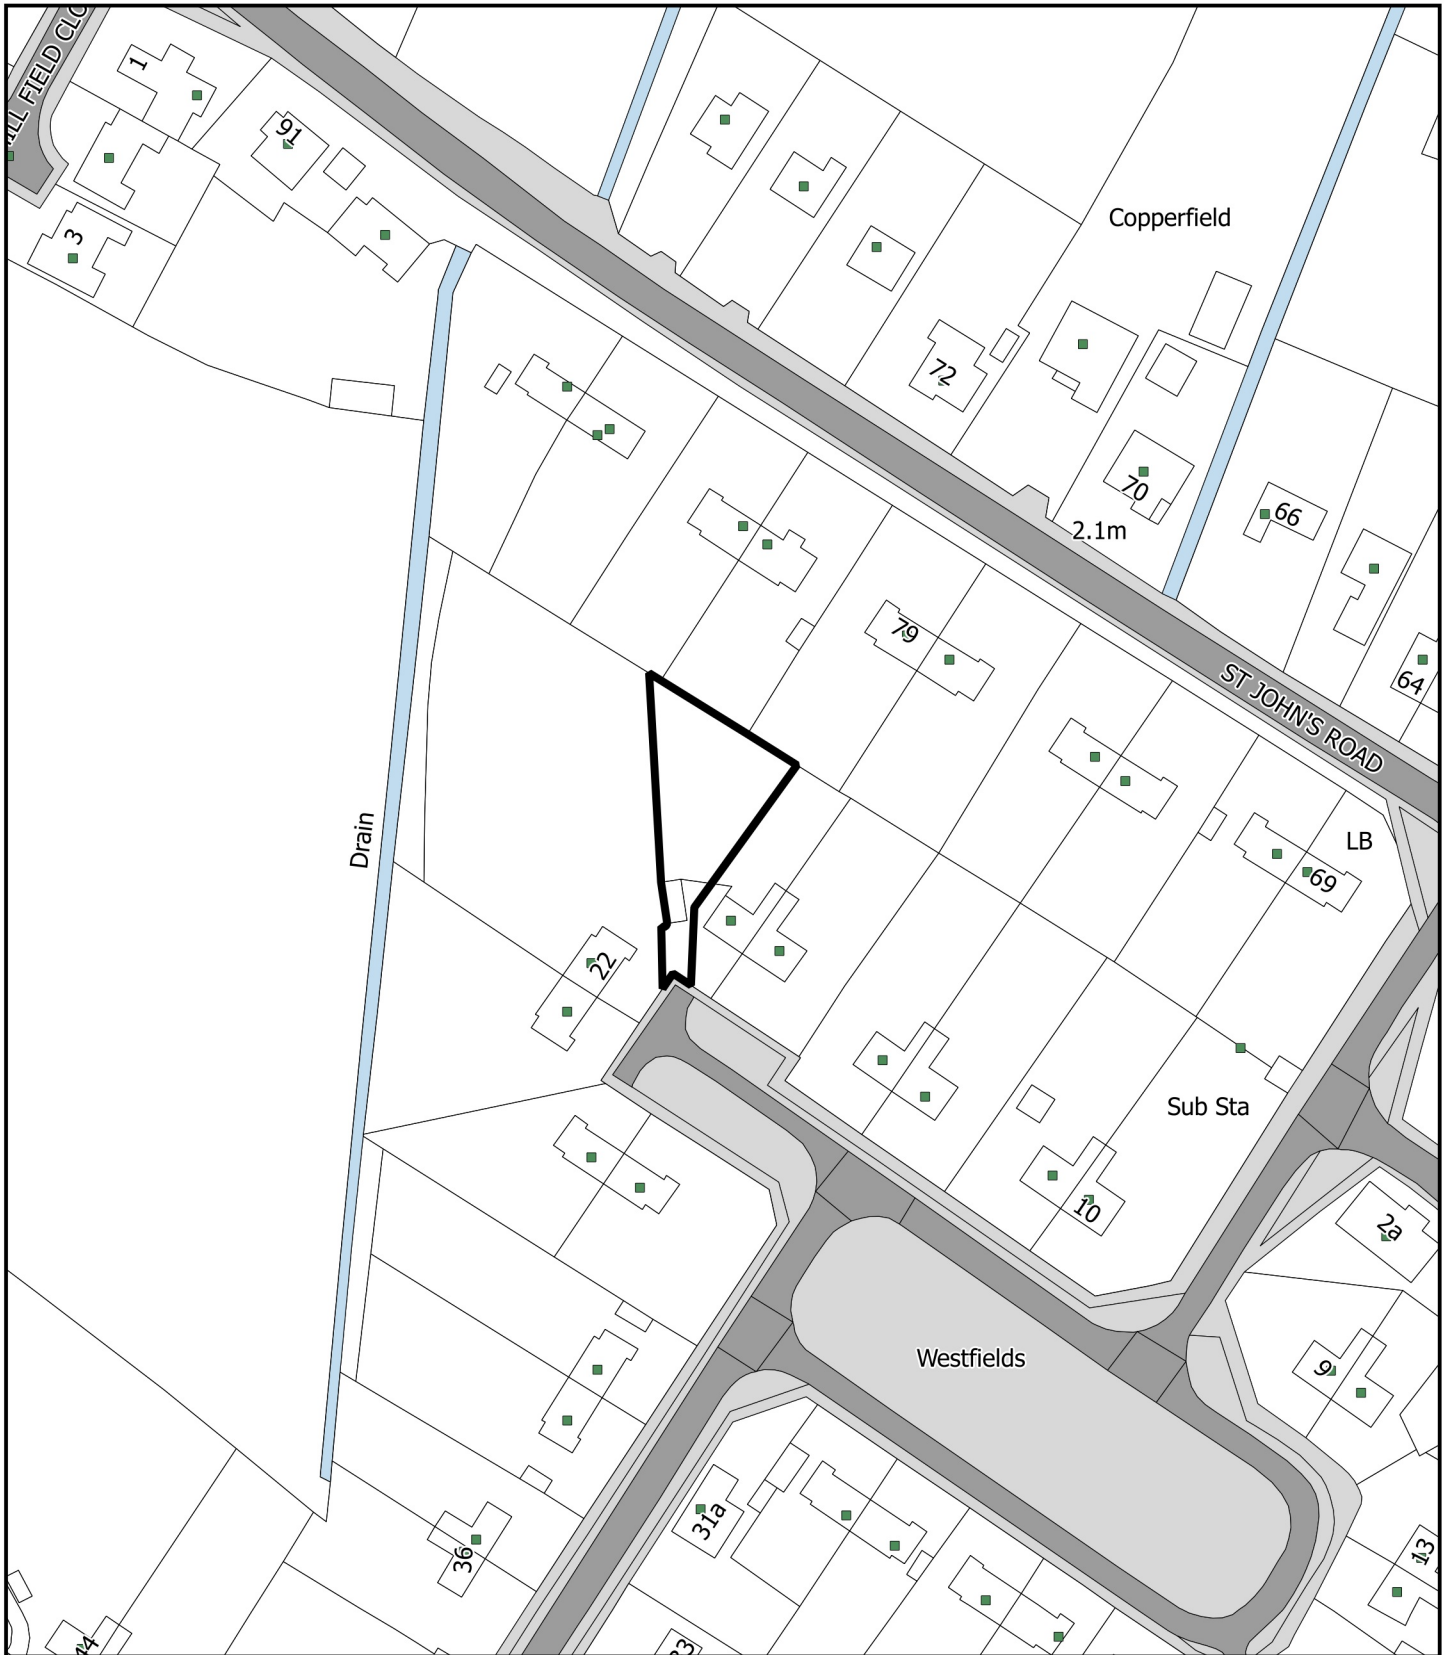 ILL FIELD CLO
1
91
3
Copperfield
72
70
66
2.1m
64
79
ST JOHN'S ROAD
LB
69
Drain
22
Sub Sta
10
2a
Westfields
9
31a
36
13
44
33